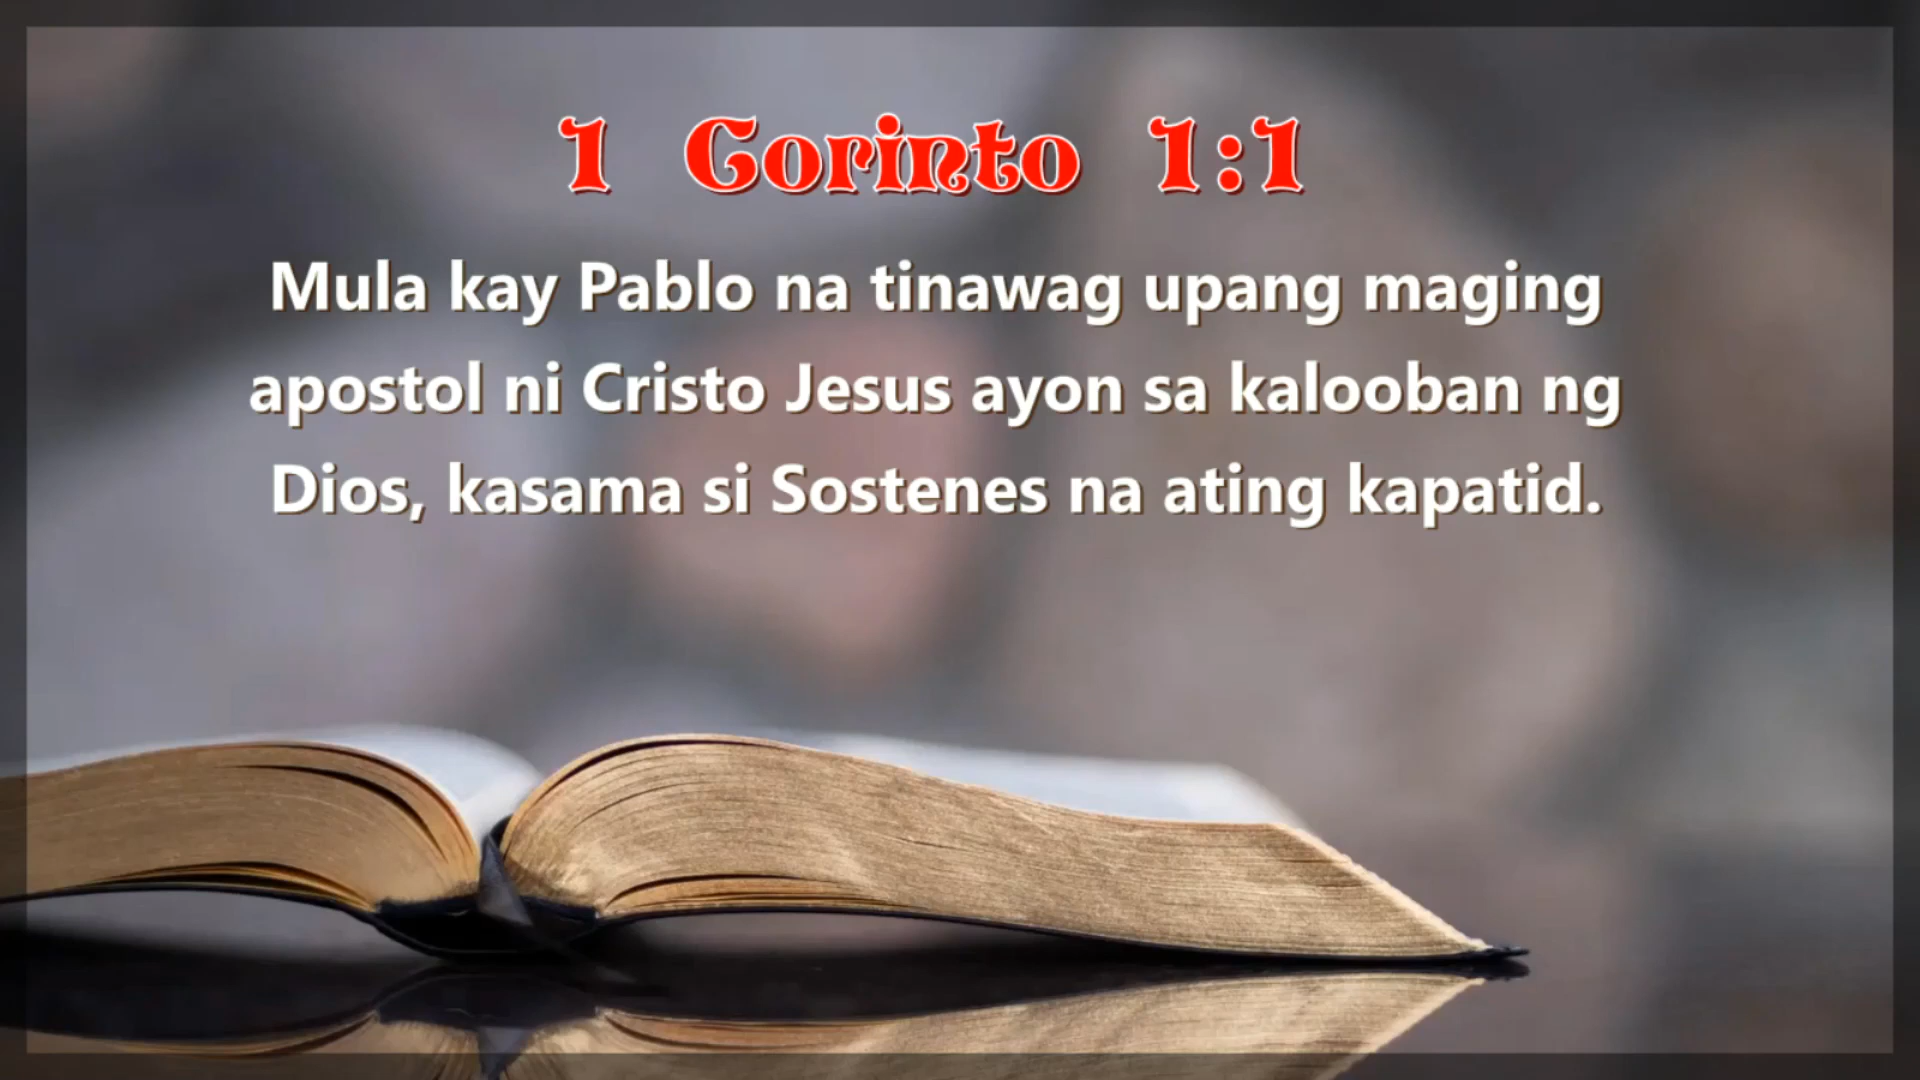 1 Corinto 1:1
Mula kay Pablo na tinawag upang maging
apostol ni Cristo Jesus ayon sa kalooban ng
Dios, kasama si Sostenes na ating kapatid.